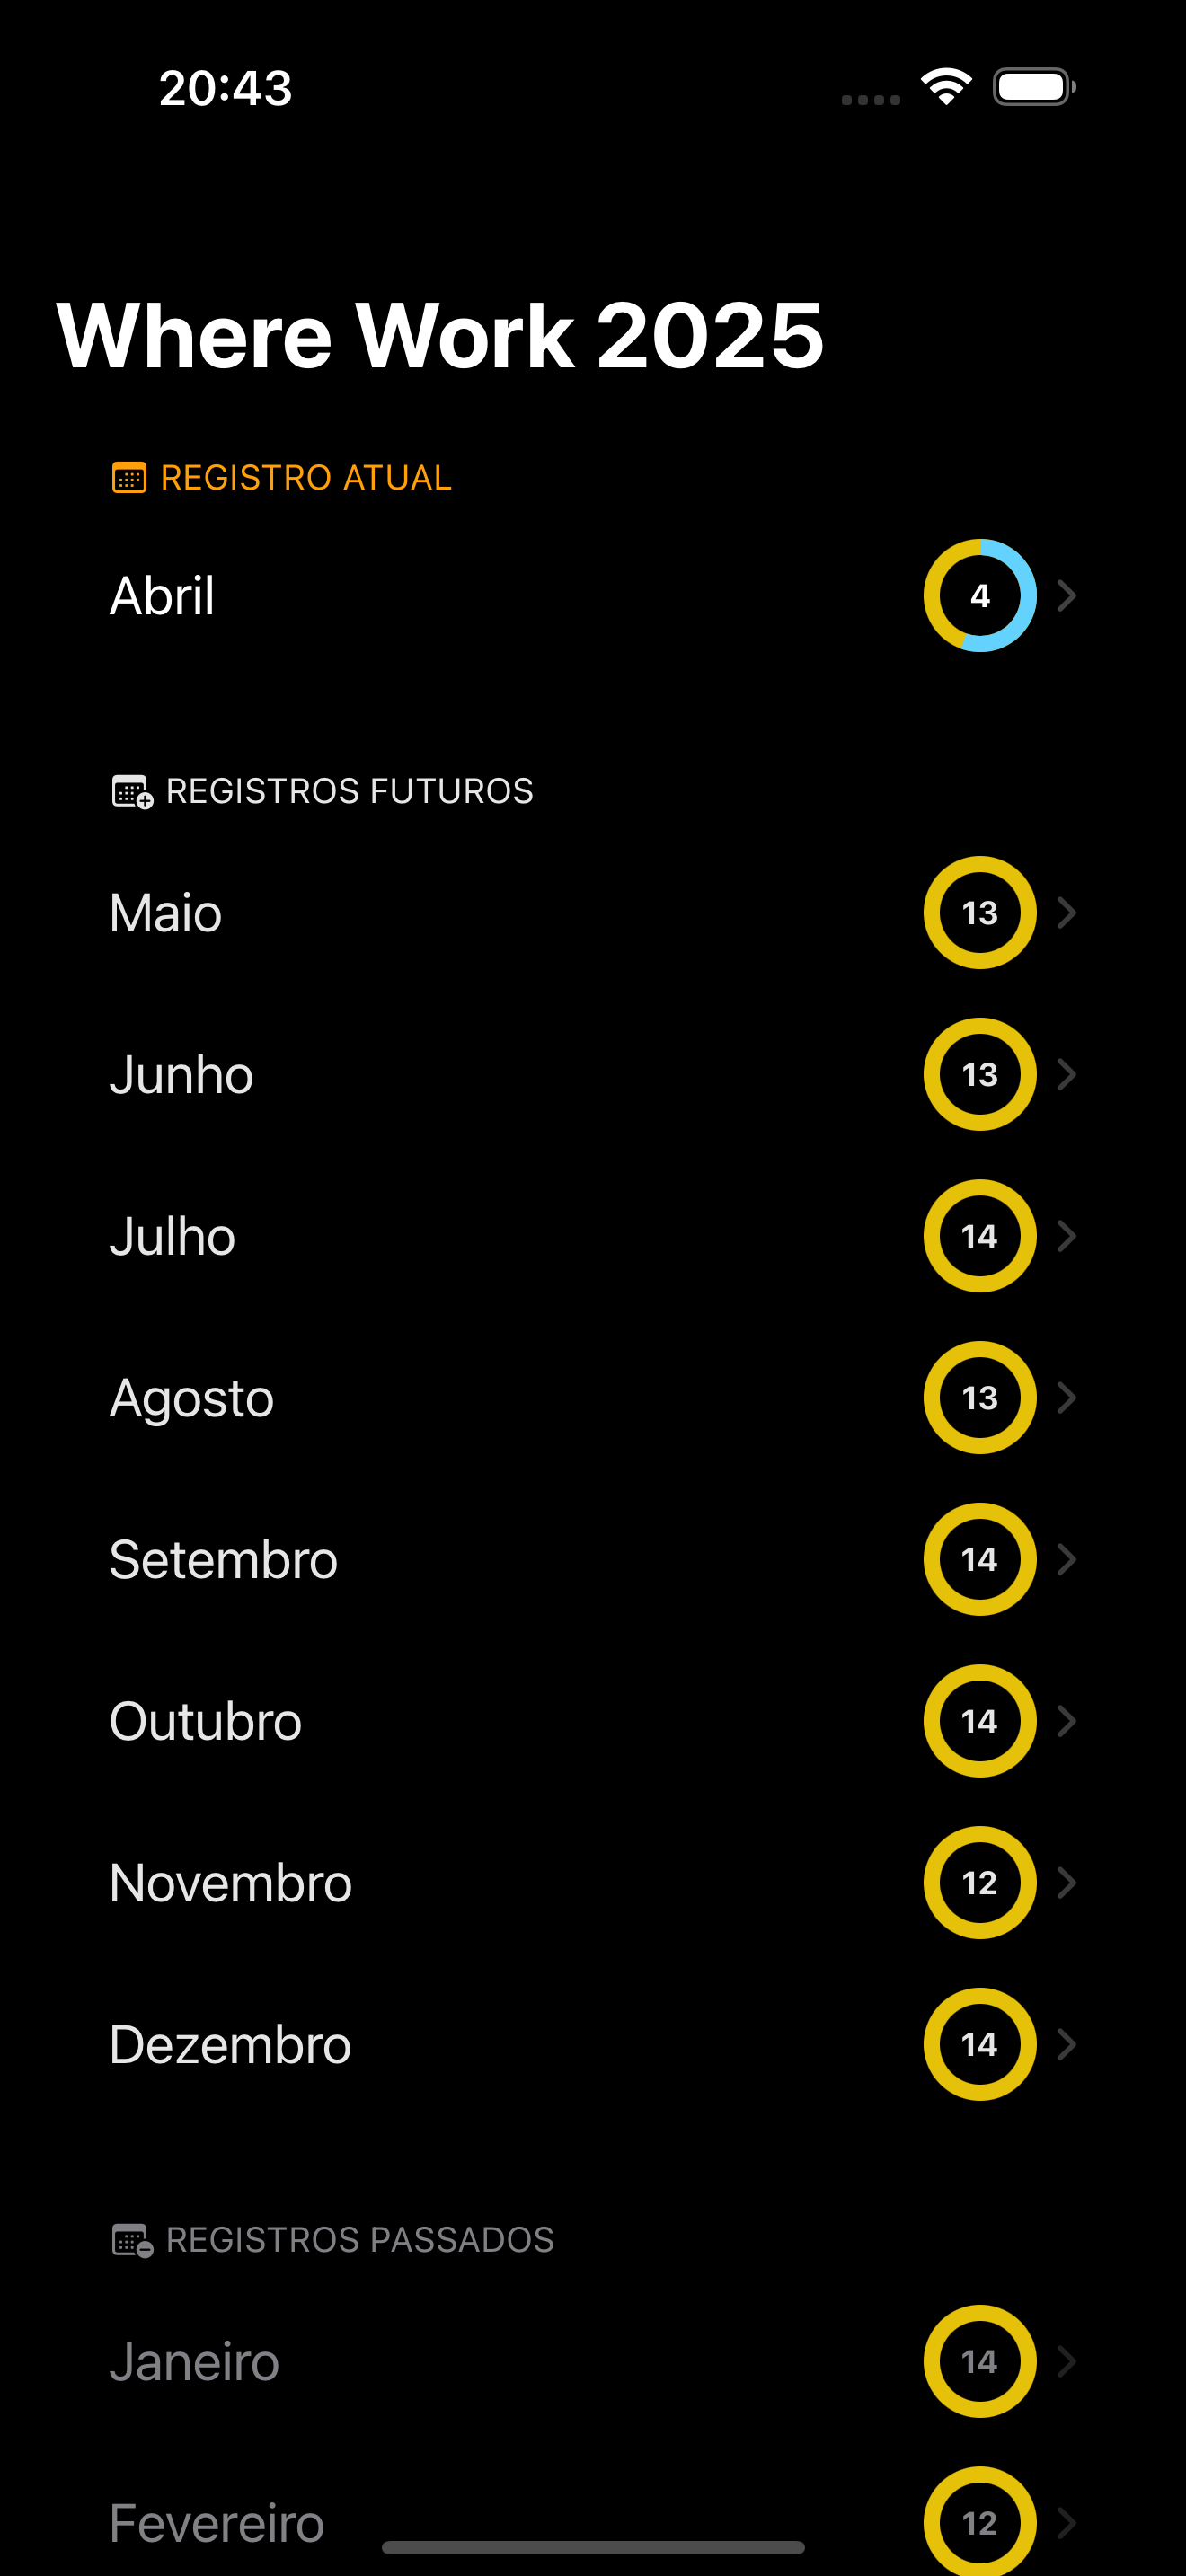 20:43
Where Work 2025
REGISTRO ATUAL
Abril 4
REGISTROS FUTUROS
Maio 13
Junho 13
Julho 14
Agosto 13
Setembro 14
Outubro 14
Novembro 12
Dezembro 14
REGISTROS PASSADOS
Janeiro 14
Fevereiro 12